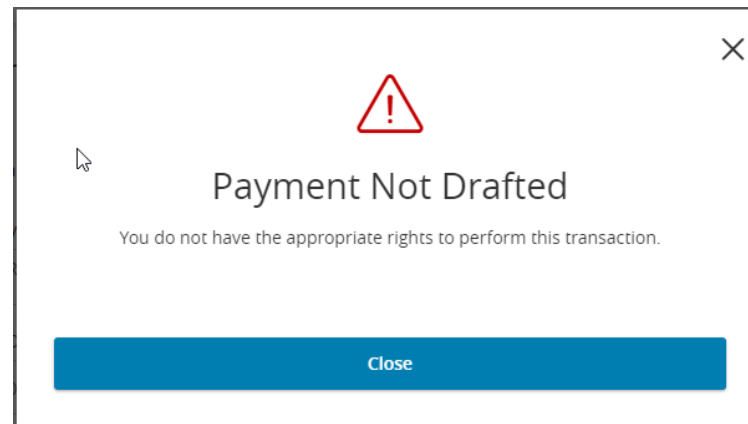 Payment Not Drafted
You do not have the appropriate rights to perform this transaction.
Close